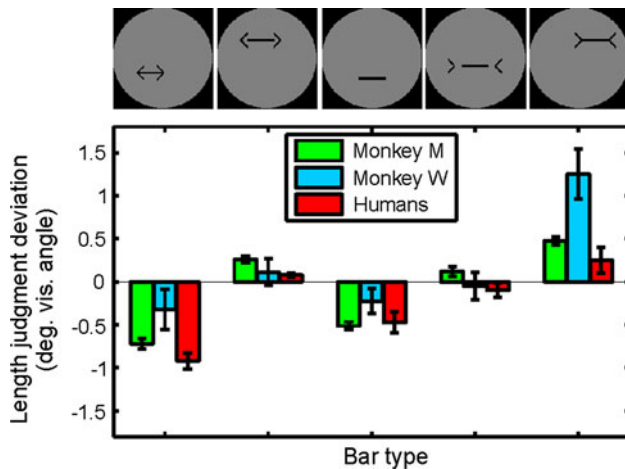 Monkey M
Monkey W
Humans
Length judgment deviation
(deg. vis. angle)
1.5
1
0.5
0
-0.5
-1
-1.5
Bar type